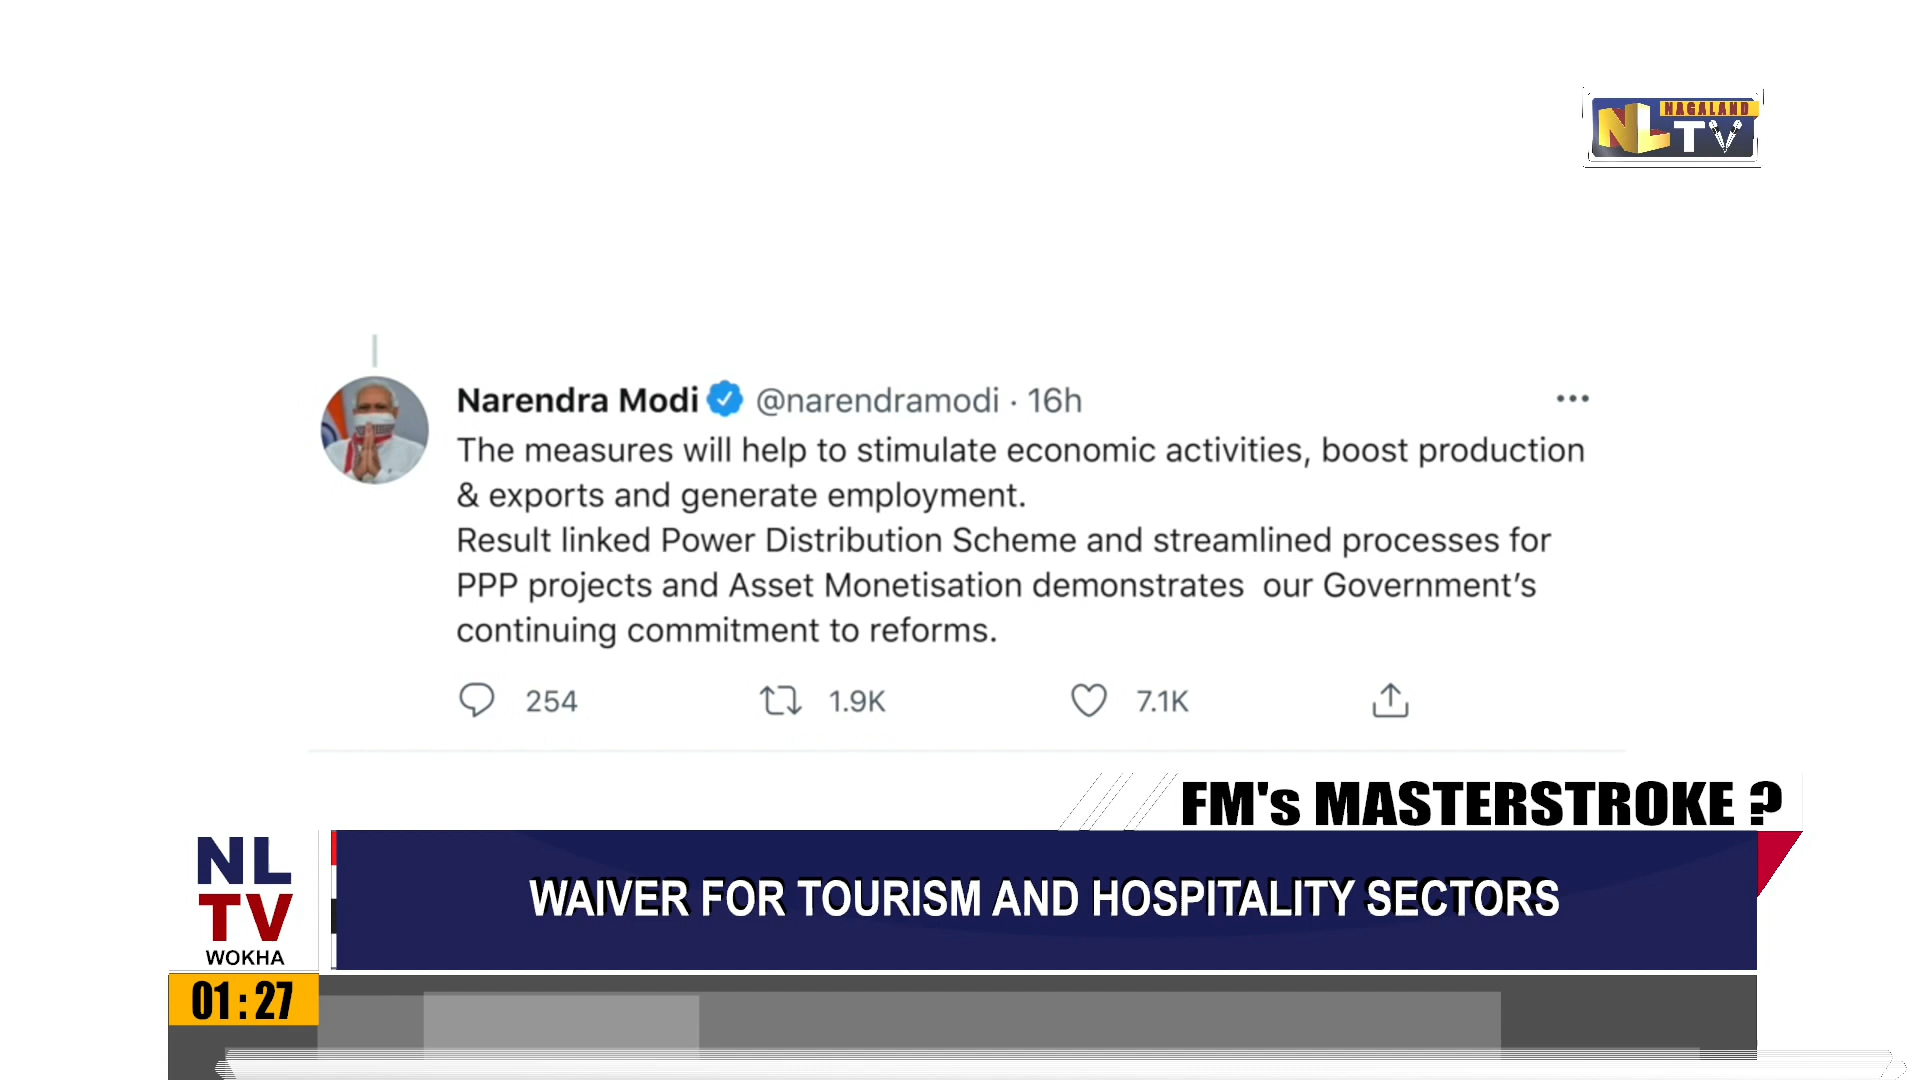 NAGALAND
NL TV
Narendra Modi @narendramodi · 16h
The measures will help to stimulate economic activities, boost production
& exports and generate employment.
Result linked Power Distribution Scheme and streamlined processes for
PPP projects and Asset Monetisation demonstrates  our Government’s
continuing commitment to reforms.
254 1.9K 7.1K
FM's MASTERSTROKE ?
NL
TV
WOKHA
WAIVER FOR TOURISM AND HOSPITALITY SECTORS
01:27